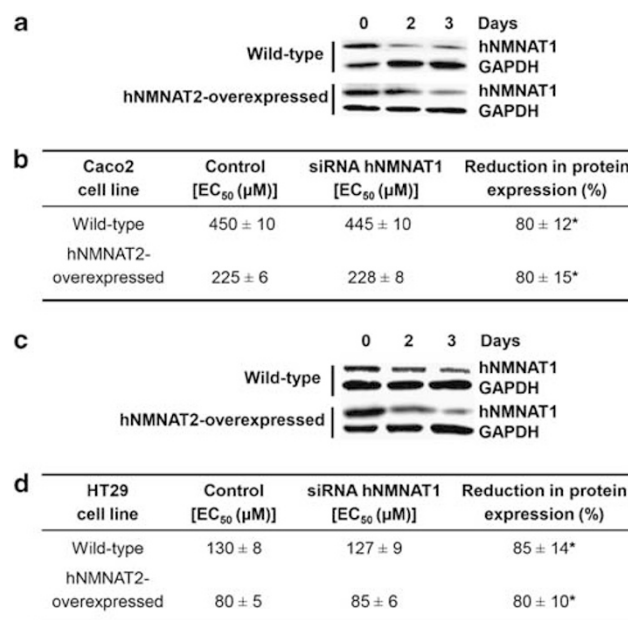 a
0 2 3 Days
Wild-type
hNMNAT1
GAPDH
hNMNAT2-overexpressed
hNMNAT1
GAPDH
b
Caco2 Control siRNA hNMNAT1 Reduction in protein
cell line [EC₅₀ (µM)] [EC₅₀ (µM)] expression (%)
Wild-type 450 ± 10 445 ± 10 80 ± 12*
hNMNAT2-
overexpressed 225 ± 6 228 ± 8 80 ± 15*
c
0 2 3 Days
Wild-type
hNMNAT1
GAPDH
hNMNAT2-overexpressed
hNMNAT1
GAPDH
d
HT29 Control siRNA hNMNAT1 Reduction in protein
cell line [EC₅₀ (µM)] [EC₅₀ (µM)] expression (%)
Wild-type 130 ± 8 127 ± 9 85 ± 14*
hNMNAT2-
overexpressed 80 ± 5 85 ± 6 80 ± 10*